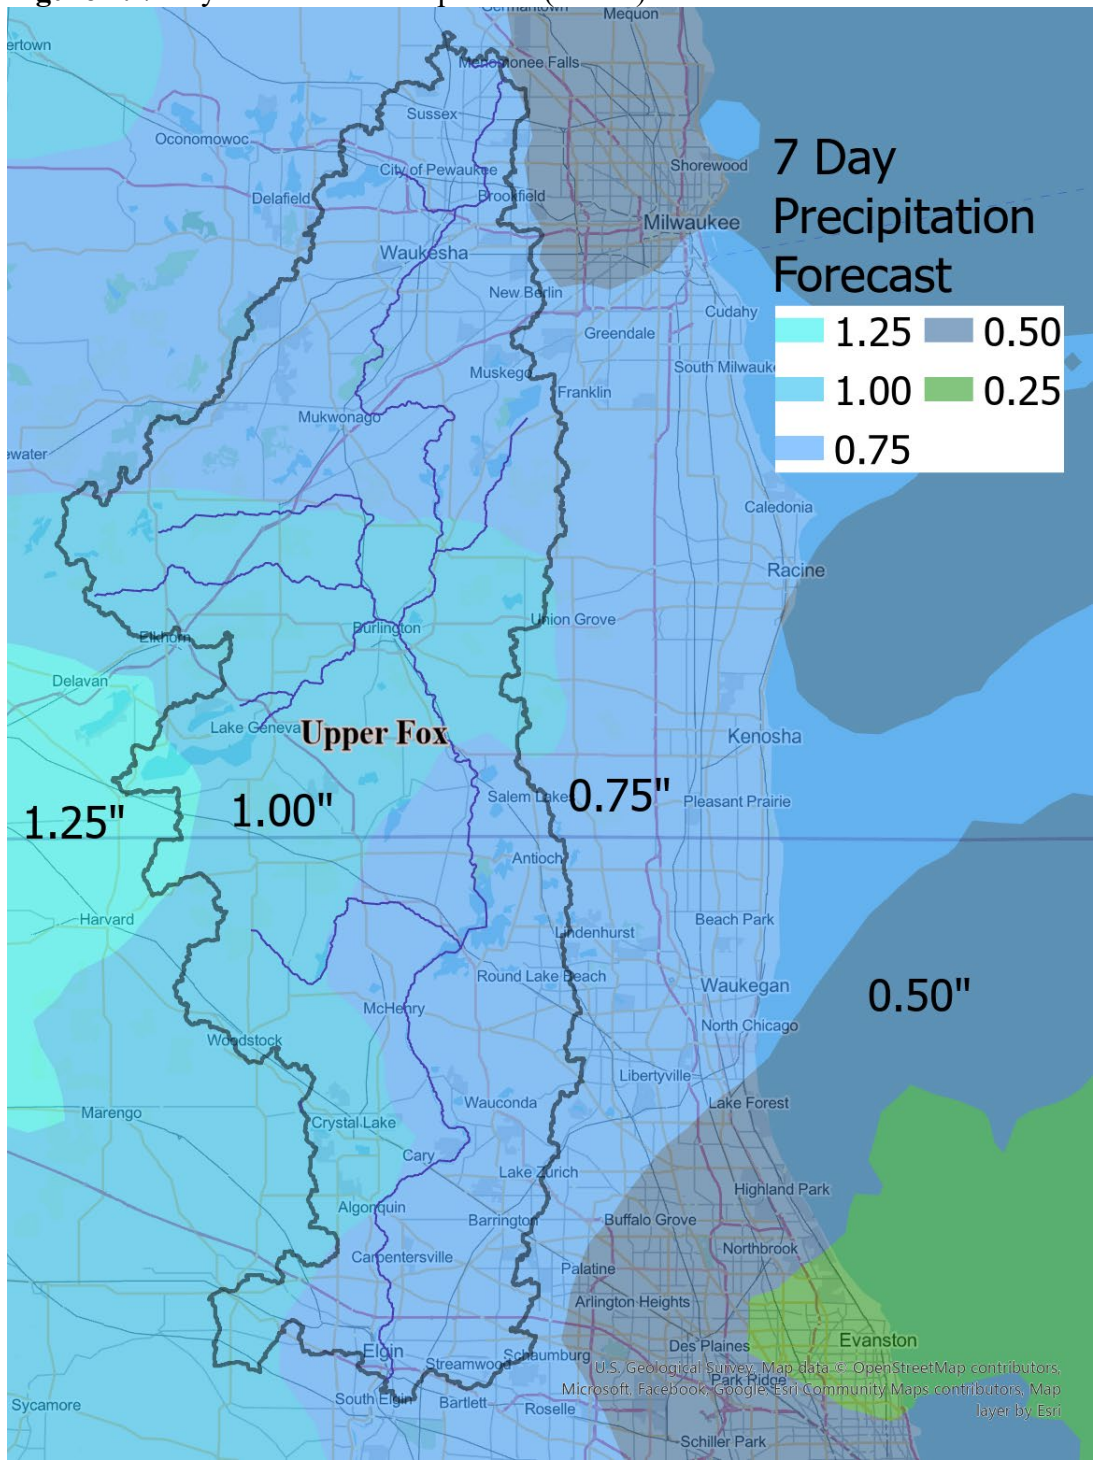 Germantown
Mequon
ertown
Menomonee Falls
Sussex
Oconomowoc
Shorewood
City of Pewaukee
Delafield
Brookfield
Milwaukee
Waukesha
7 Day
Precipitation
Forecast
1.25 0.50
1.00 0.25
0.75
New Berlin
Cudahy
Greendale
South Milwauke
Muskego
Franklin
Mukwonago
ewater
Caledonia
Racine
Union Grove
Burlington
Elkhorn
Delavan
Lake Geneva
Upper Fox
Kenosha
Salem Lakes
0.75"
Pleasant Prairie
1.00"
1.25"
Antioch
Harvard
Beach Park
Lindenhurst
Round Lake Beach
Waukegan
0.50"
McHenry
North Chicago
Woodstock
Libertyville
Marengo
Wauconda
Lake Forest
Crystal Lake
Cary
Lake Zurich
Highland Park
Algonquin
Barrington
Buffalo Grove
Northbrook
Carpentersville
Palatine
Arlington Heights
Elgin
Des Plaines
Evanston
Streamwood
Schaumburg
Park Ridge
South Elgin
Bartlett
Roselle
Sycamore
Schiller Park
U.S. Geological Survey, Map data © OpenStreetMap contributors,
Microsoft, Facebook, Google, Esri Community Maps contributors, Map
layer by Esri